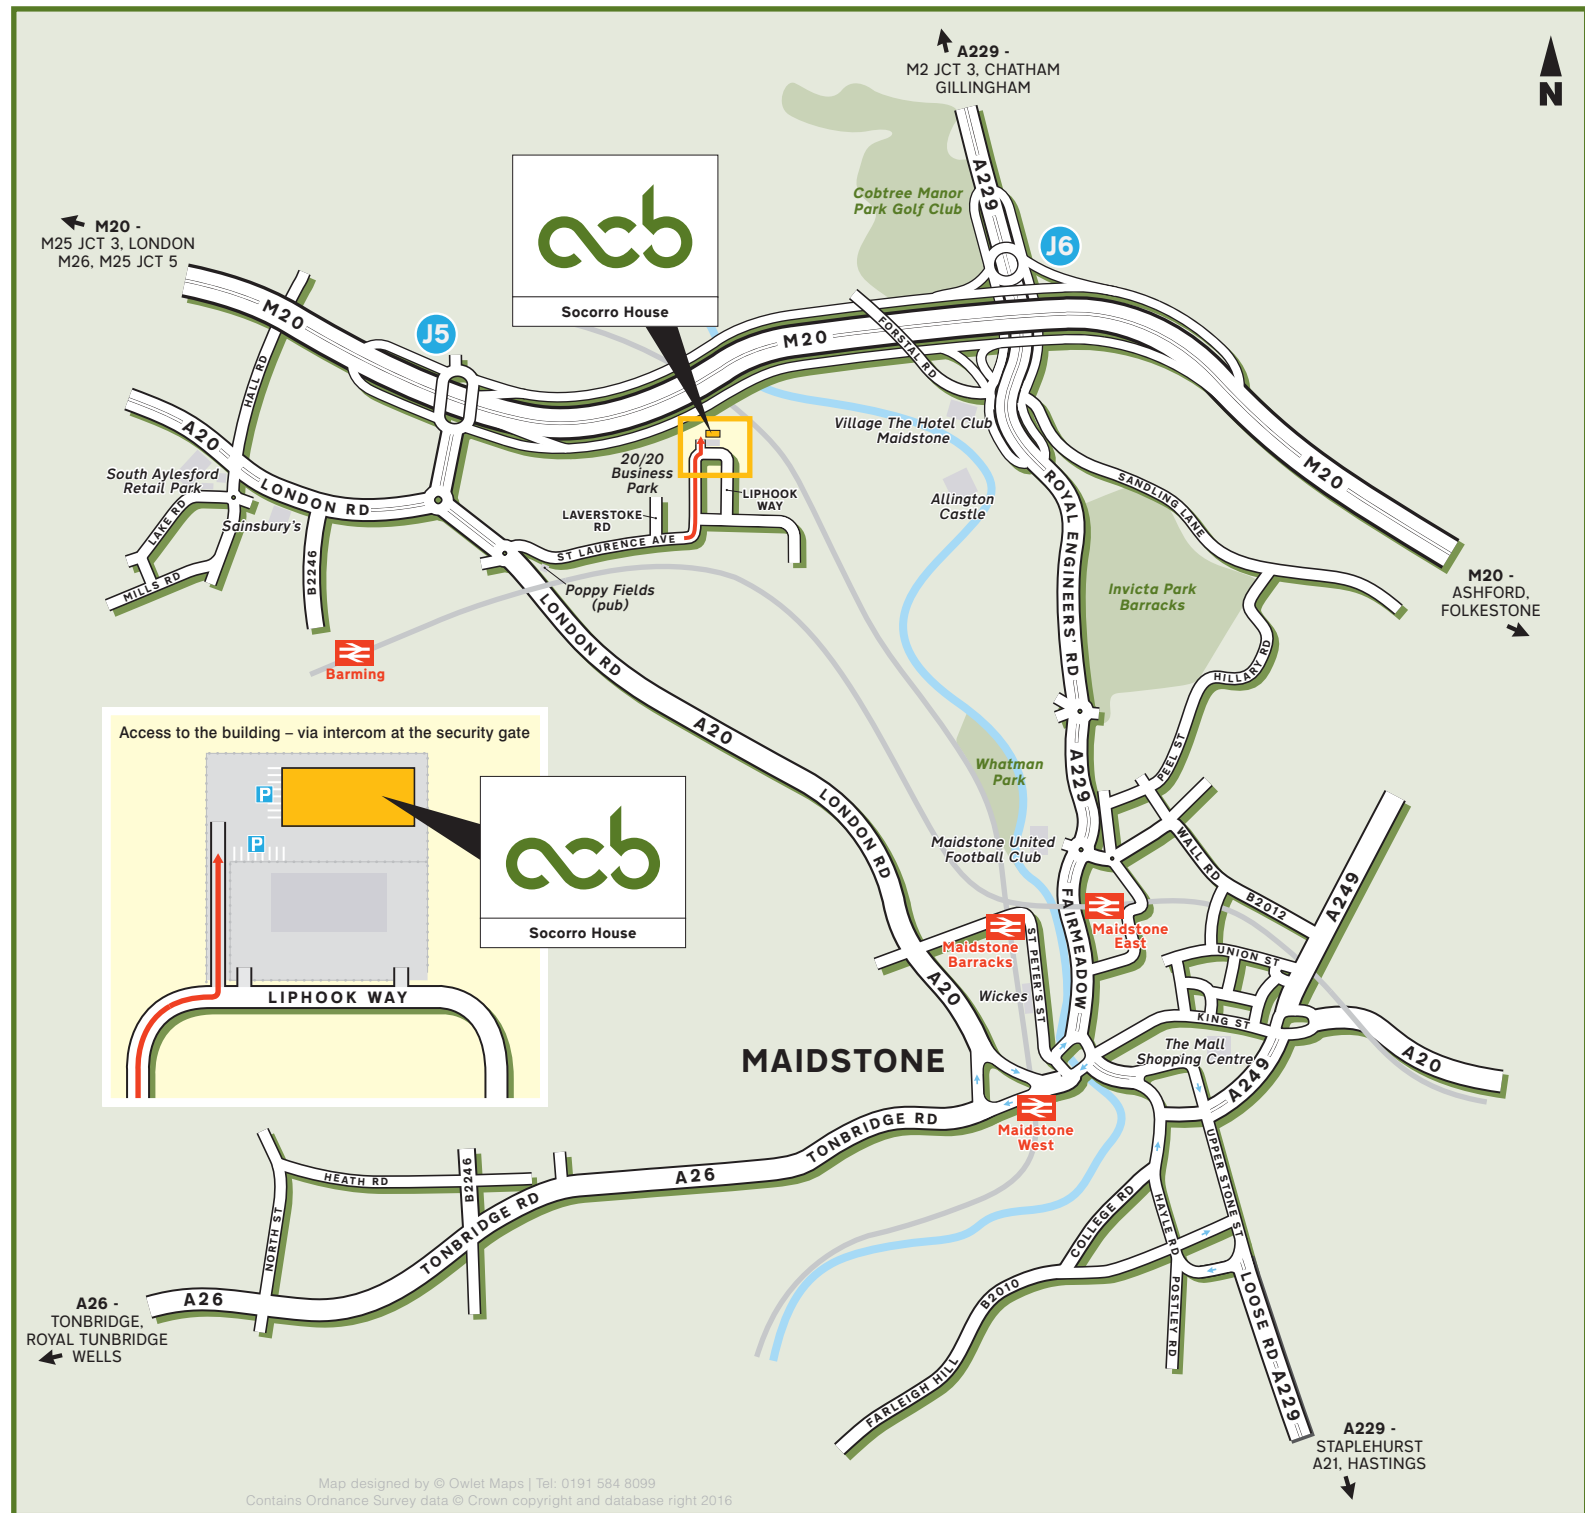 A229 -
M2 JCT 3, CHATHAM
GILLINGHAM
N
A229
Cobtree Manor
Park Golf Club
J6
acb
Socorro House
M20 -
M25 JCT 3, LONDON
M26, M25 JCT 5
M20
J5
M20
FORSTAL RD
HALL RD
A20
South Aylesford
Retail Park
LONDON RD
LAKE RD
Sainsbury's
MILLS RD
B2246
20/20
Business
Park
LAVERSTOKE
RD
LIPHOOK
WAY
ST LAURENCE AVE
Poppy Fields
(pub)
Village The Hotel Club
Maidstone
Allington
Castle
ROYAL ENGINEERS' RD
SANDLING LANE
M20
M20 -
ASHFORD,
FOLKESTONE
Invicta Park
Barracks
HILLARY RD
PEEL ST
LONDON RD
Barming
A20
Whatman
Park
A229
LONDON RD
Maidstone United
Football Club
WALL RD
B2012
A249
FAIRMEADOW
Maidstone
East
Maidstone
Barracks
ST PETER'S ST
UNION ST
A20
Wickes
KING ST
The Mall
Shopping Centre
A249
A20
MAIDSTONE
Maidstone
West
Access to the building – via intercom at the security gate
P
P
acb
Socorro House
LIPHOOK WAY
TONBRIDGE RD
A26
HEATH RD
B2246
NORTH ST
TONBRIDGE RD
A26
A26 -
TONBRIDGE,
ROYAL TUNBRIDGE
WELLS
UPPER STONE ST
COLLEGE RD
HAYLE RD
B2010
POSTLEY RD
LOOSE RD
A229
FARLEIGH HILL
A229 -
STAPLEHURST
A21, HASTINGS
Map designed by © Owlet Maps | Tel: 0191 584 8099
Contains Ordnance Survey data © Crown copyright and database right 2016